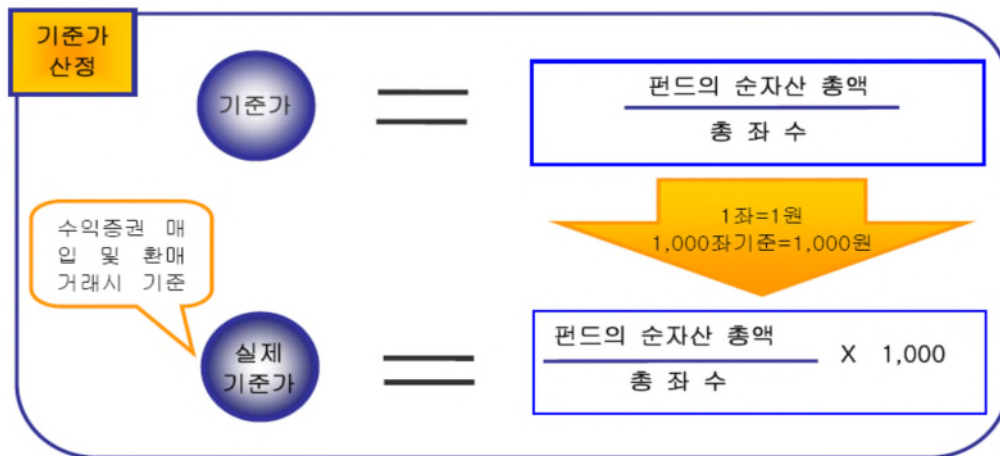 기준가
산정
기준가
펀드의 순자산 총액
총 좌 수
1좌=1원
1,000좌기준=1,000원
수익증권 매
입 및 환매
거래시 기준
실제
기준가
펀드의 순자산 총액
총 좌 수
X 1,000